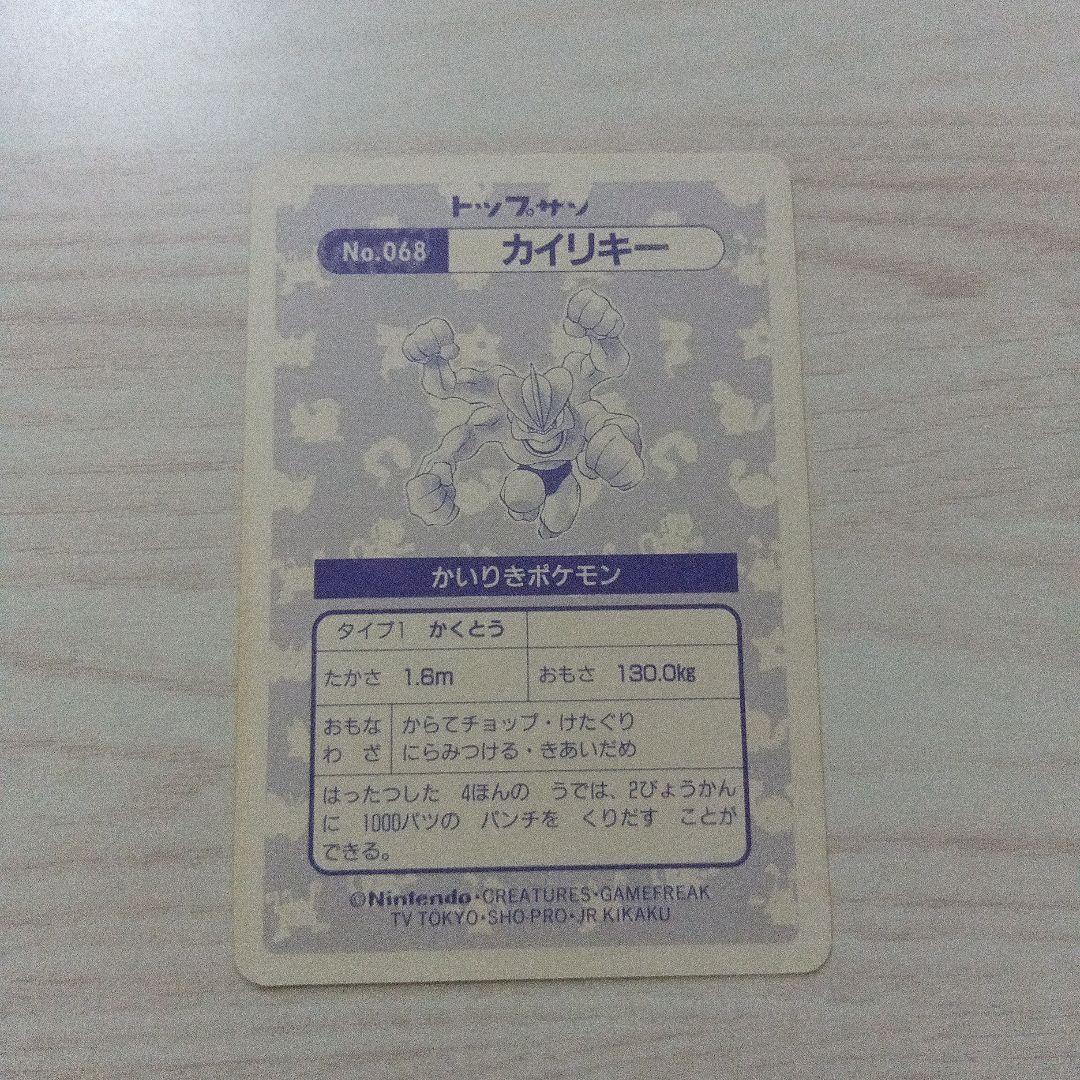 トップサン
No.068 カイリキー
かいりきポケモン
タイプ1 かくとう
たかさ 1.6m おもさ 130.0kg
おもな からてチョップ・けたぐり
わ ざ にらみつける・きあいだめ
はったつした 4ほんの うでは、2びょうかん
に 1000パツの パンチを くりだす ことが
できる。
©Nintendo・CREATURES・GAMEFREAK
TV TOKYO・SHO-PRO・JR KIKAKU